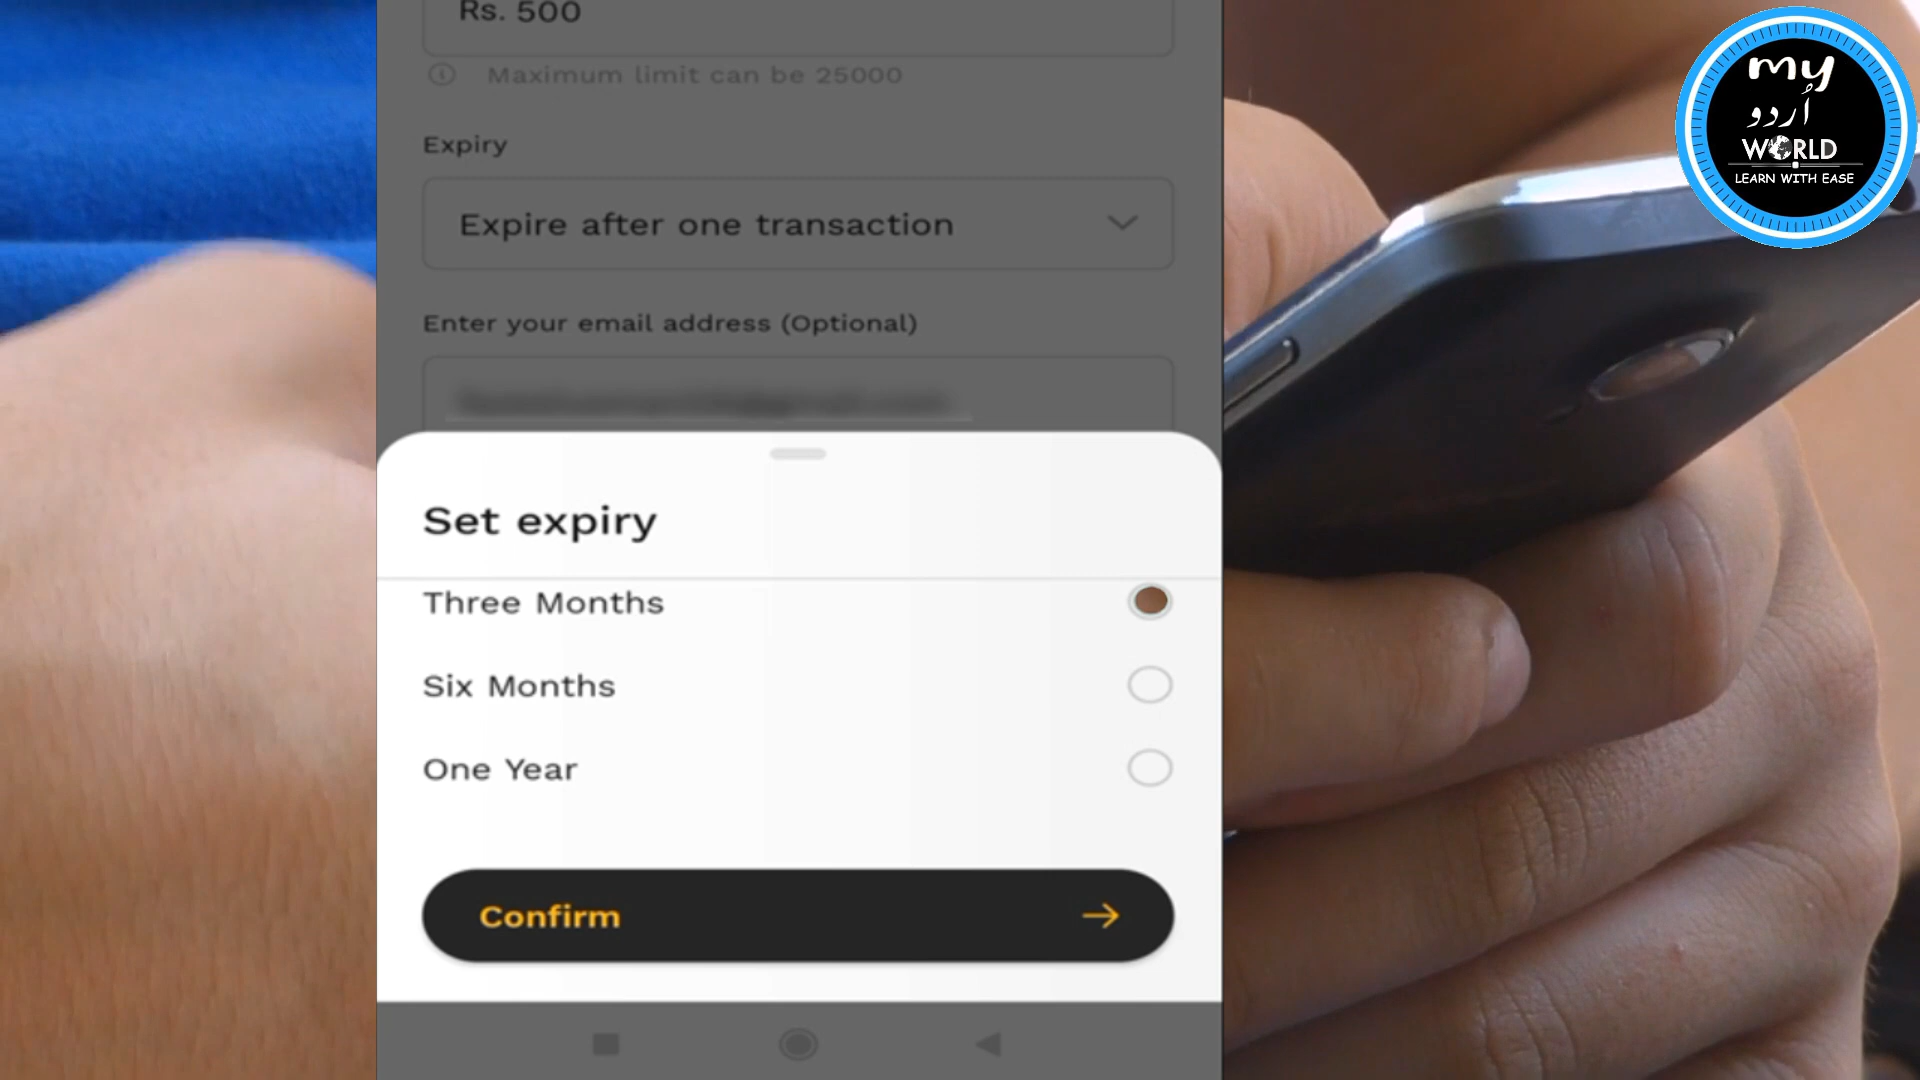 Rs. 500
Maximum limit can be 25000
Expiry
Expire after one transaction
Enter your email address (Optional)
Set expiry
Three Months
Six Months
One Year
Confirm
my
اُردو
WORLD
LEARN WITH EASE